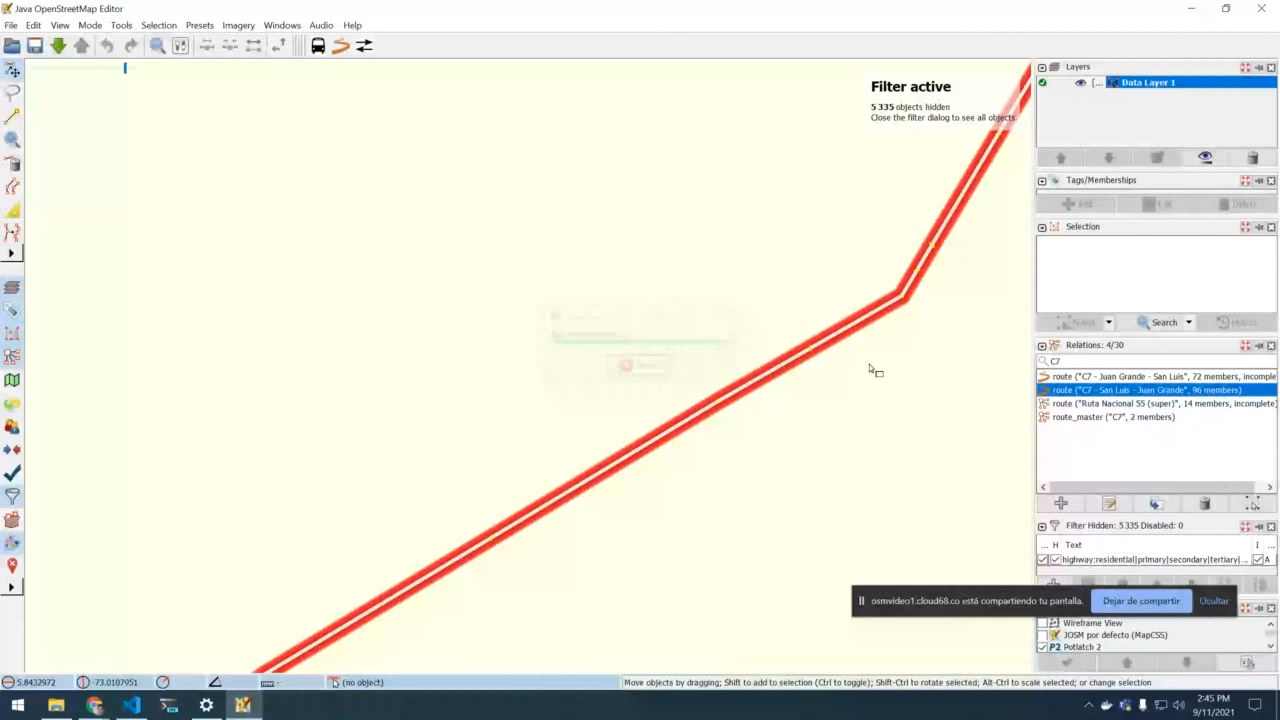 Java OpenStreetMap Editor
File Edit View Mode Tools Selection Presets Imagery Windows Audio Help
Filter active
5 335 objects hidden
Close the filter dialog to see all objects.
Layers
Data Layer 1
Tags/Memberships
Add Edit Delete
Selection
Select Search History
Relations: 4/30
C7
route ("C7 - Juan Grande - San Luis", 72 members, incomplete
route ("C7 - San Luis - Juan Grande", 96 members)
route ("Ruta Nacional 55 (super)", 14 members, incomplete)
route_master ("C7", 2 members)
Filter Hidden: 5 335 Disabled: 0
... H Text I ...
highway:residential|primary|secondary|tertiary|... A
osmvideo1.cloud68.co está compartiendo tu pantalla. Dejar de compartir Ocultar
Wireframe View
JOSM por defecto (MapCSS)
P2 Potlatch 2
5.8432972 -73.0107951 - (no object) Move objects by dragging; Shift to add to selection (Ctrl to toggle); Shift-Ctrl to rotate selected; Alt-Ctrl to scale selected; or change selection
2:45 PM
9/11/2021